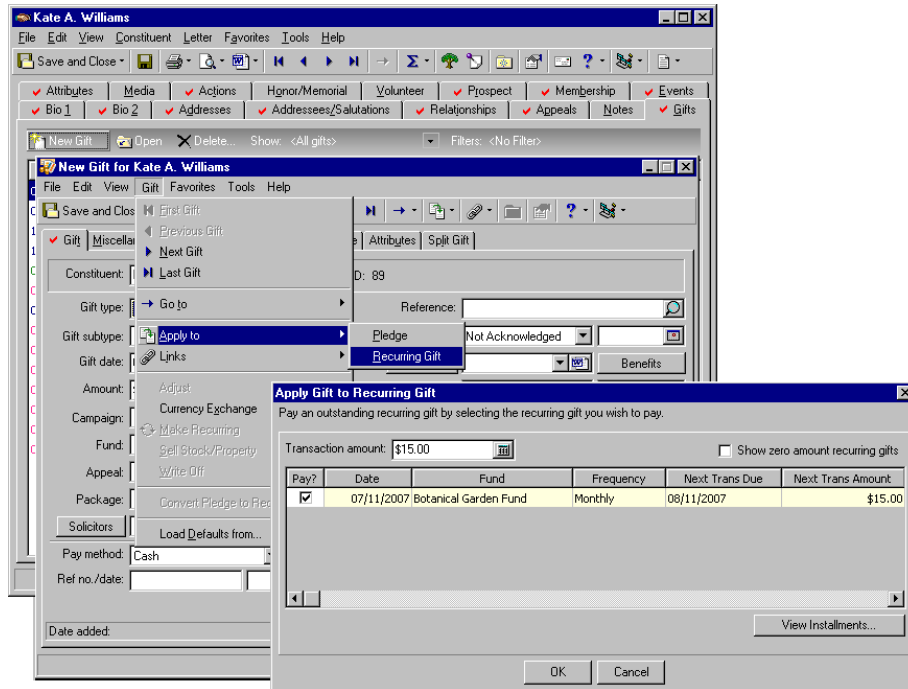 Kate A. Williams
File Edit View Constituent Letter Favorites Tools Help
Save and Close
Attributes Media Actions Honor/Memorial Volunteer Prospect Membership Events
Bio 1 Bio 2 Addresses Addressees/Salutations Relationships Appeals Notes Gifts
New Gift Open Delete... Show: <All gifts> Filters: <No Filter>
New Gift for Kate A. Williams
File Edit View Gift Favorites Tools Help
Save and Clos
First Gift
Previous Gift
Next Gift
Last Gift
Go to
Apply to
Links
Adjust
Currency Exchange
Make Recurring
Sell Stock/Property
Write Off
Convert Pledge to Rec
Load Defaults from...
Pledge
Recurring Gift
Gift Miscella Attributes Split Gift
Constituent: D: 89
Gift type: Reference:
Gift subtype: Not Acknowledged
Gift date: Benefits
Amount:
Campaign:
Fund:
Appeal:
Package:
Solicitors
Pay method: Cash
Ref no./date:
Date added:
Apply Gift to Recurring Gift
Pay an outstanding recurring gift by selecting the recurring gift you wish to pay.
Transaction amount: $15.00 Show zero amount recurring gifts
Pay? Date Fund Frequency Next Trans Due Next Trans Amount
07/11/2007 Botanical Garden Fund Monthly 08/11/2007 $15.00
View Installments...
OK Cancel